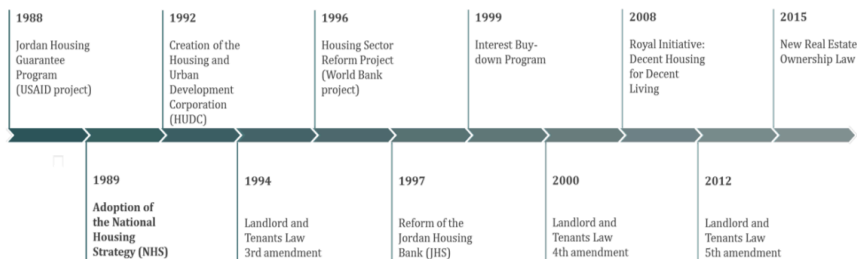 1988
Jordan Housing
Guarantee
Program
(USAID project)
1992
Creation of the
Housing and
Urban
Development
Corporation
(HUDC)
1996
Housing Sector
Reform Project
(World Bank
project)
1999
Interest Buy-
down Program
2008
Royal Initiative:
Decent Housing
for Decent
Living
2015
New Real Estate
Ownership Law
1989
Adoption of
the National
Housing
Strategy (NHS)
1994
Landlord and
Tenants Law
3rd amendment
1997
Reform of the
Jordan Housing
Bank (JHS)
2000
Landlord and
Tenants Law
4th amendment
2012
Landlord and
Tenants Law
5th amendment